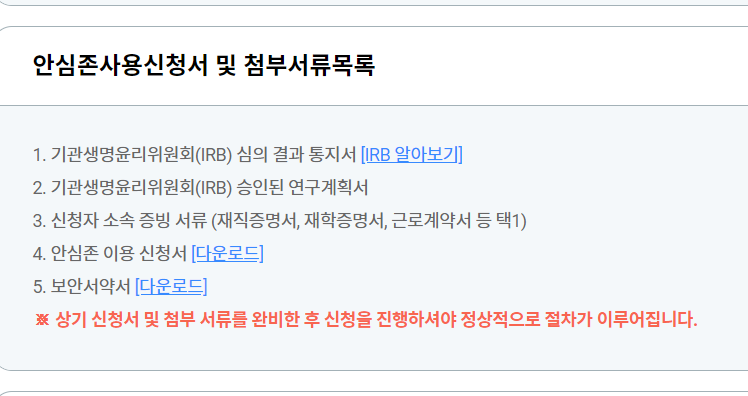 안심존사용신청서 및 첨부서류목록
1. 기관생명윤리위원회(IRB) 심의 결과 통지서 [IRB 알아보기]
2. 기관생명윤리위원회(IRB) 승인된 연구계획서
3. 신청자 소속 증빙 서류 (재직증명서, 재학증명서, 근로계약서 등 택1)
4. 안심존 이용 신청서 [다운로드]
5. 보안서약서 [다운로드]
※ 상기 신청서 및 첨부 서류를 완비한 후 신청을 진행하셔야 정상적으로 절차가 이루어집니다.